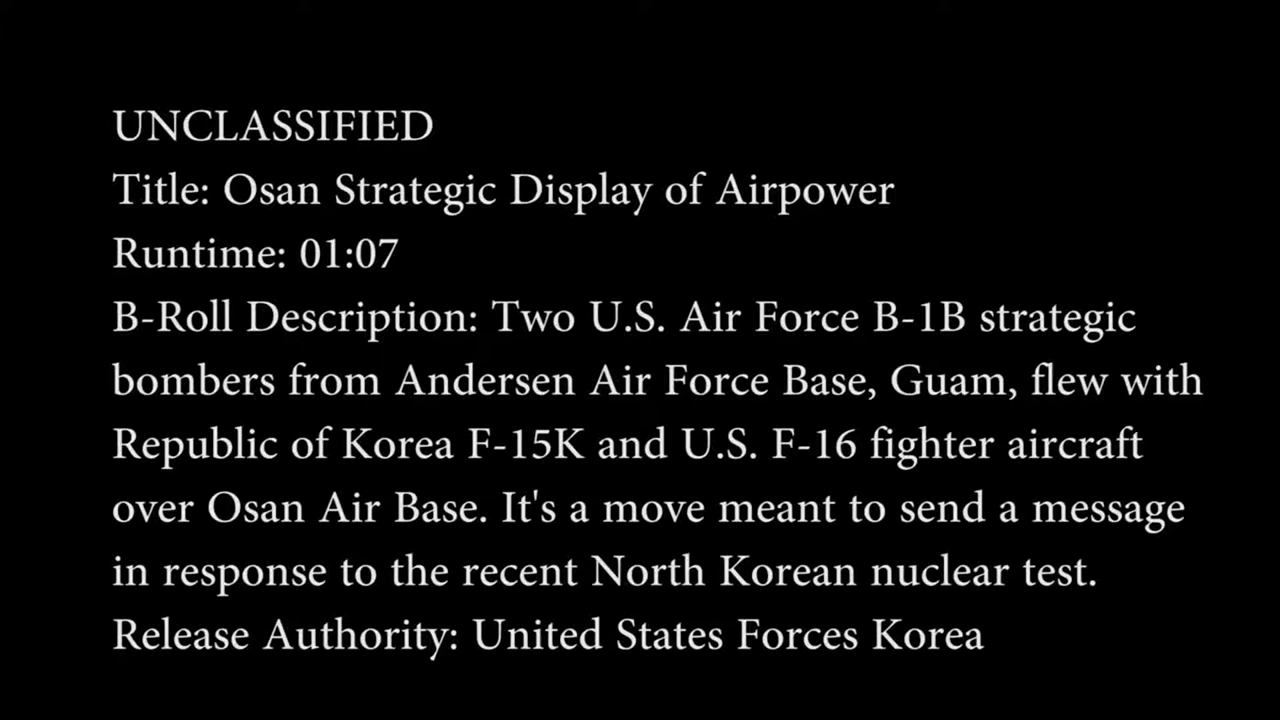 UNCLASSIFIED
Title: Osan Strategic Display of Airpower
Runtime: 01:07
B-Roll Description: Two U.S. Air Force B-1B strategic
bombers from Andersen Air Force Base, Guam, flew with
Republic of Korea F-15K and U.S. F-16 fighter aircraft
over Osan Air Base. It's a move meant to send a message
in response to the recent North Korean nuclear test.
Release Authority: United States Forces Korea